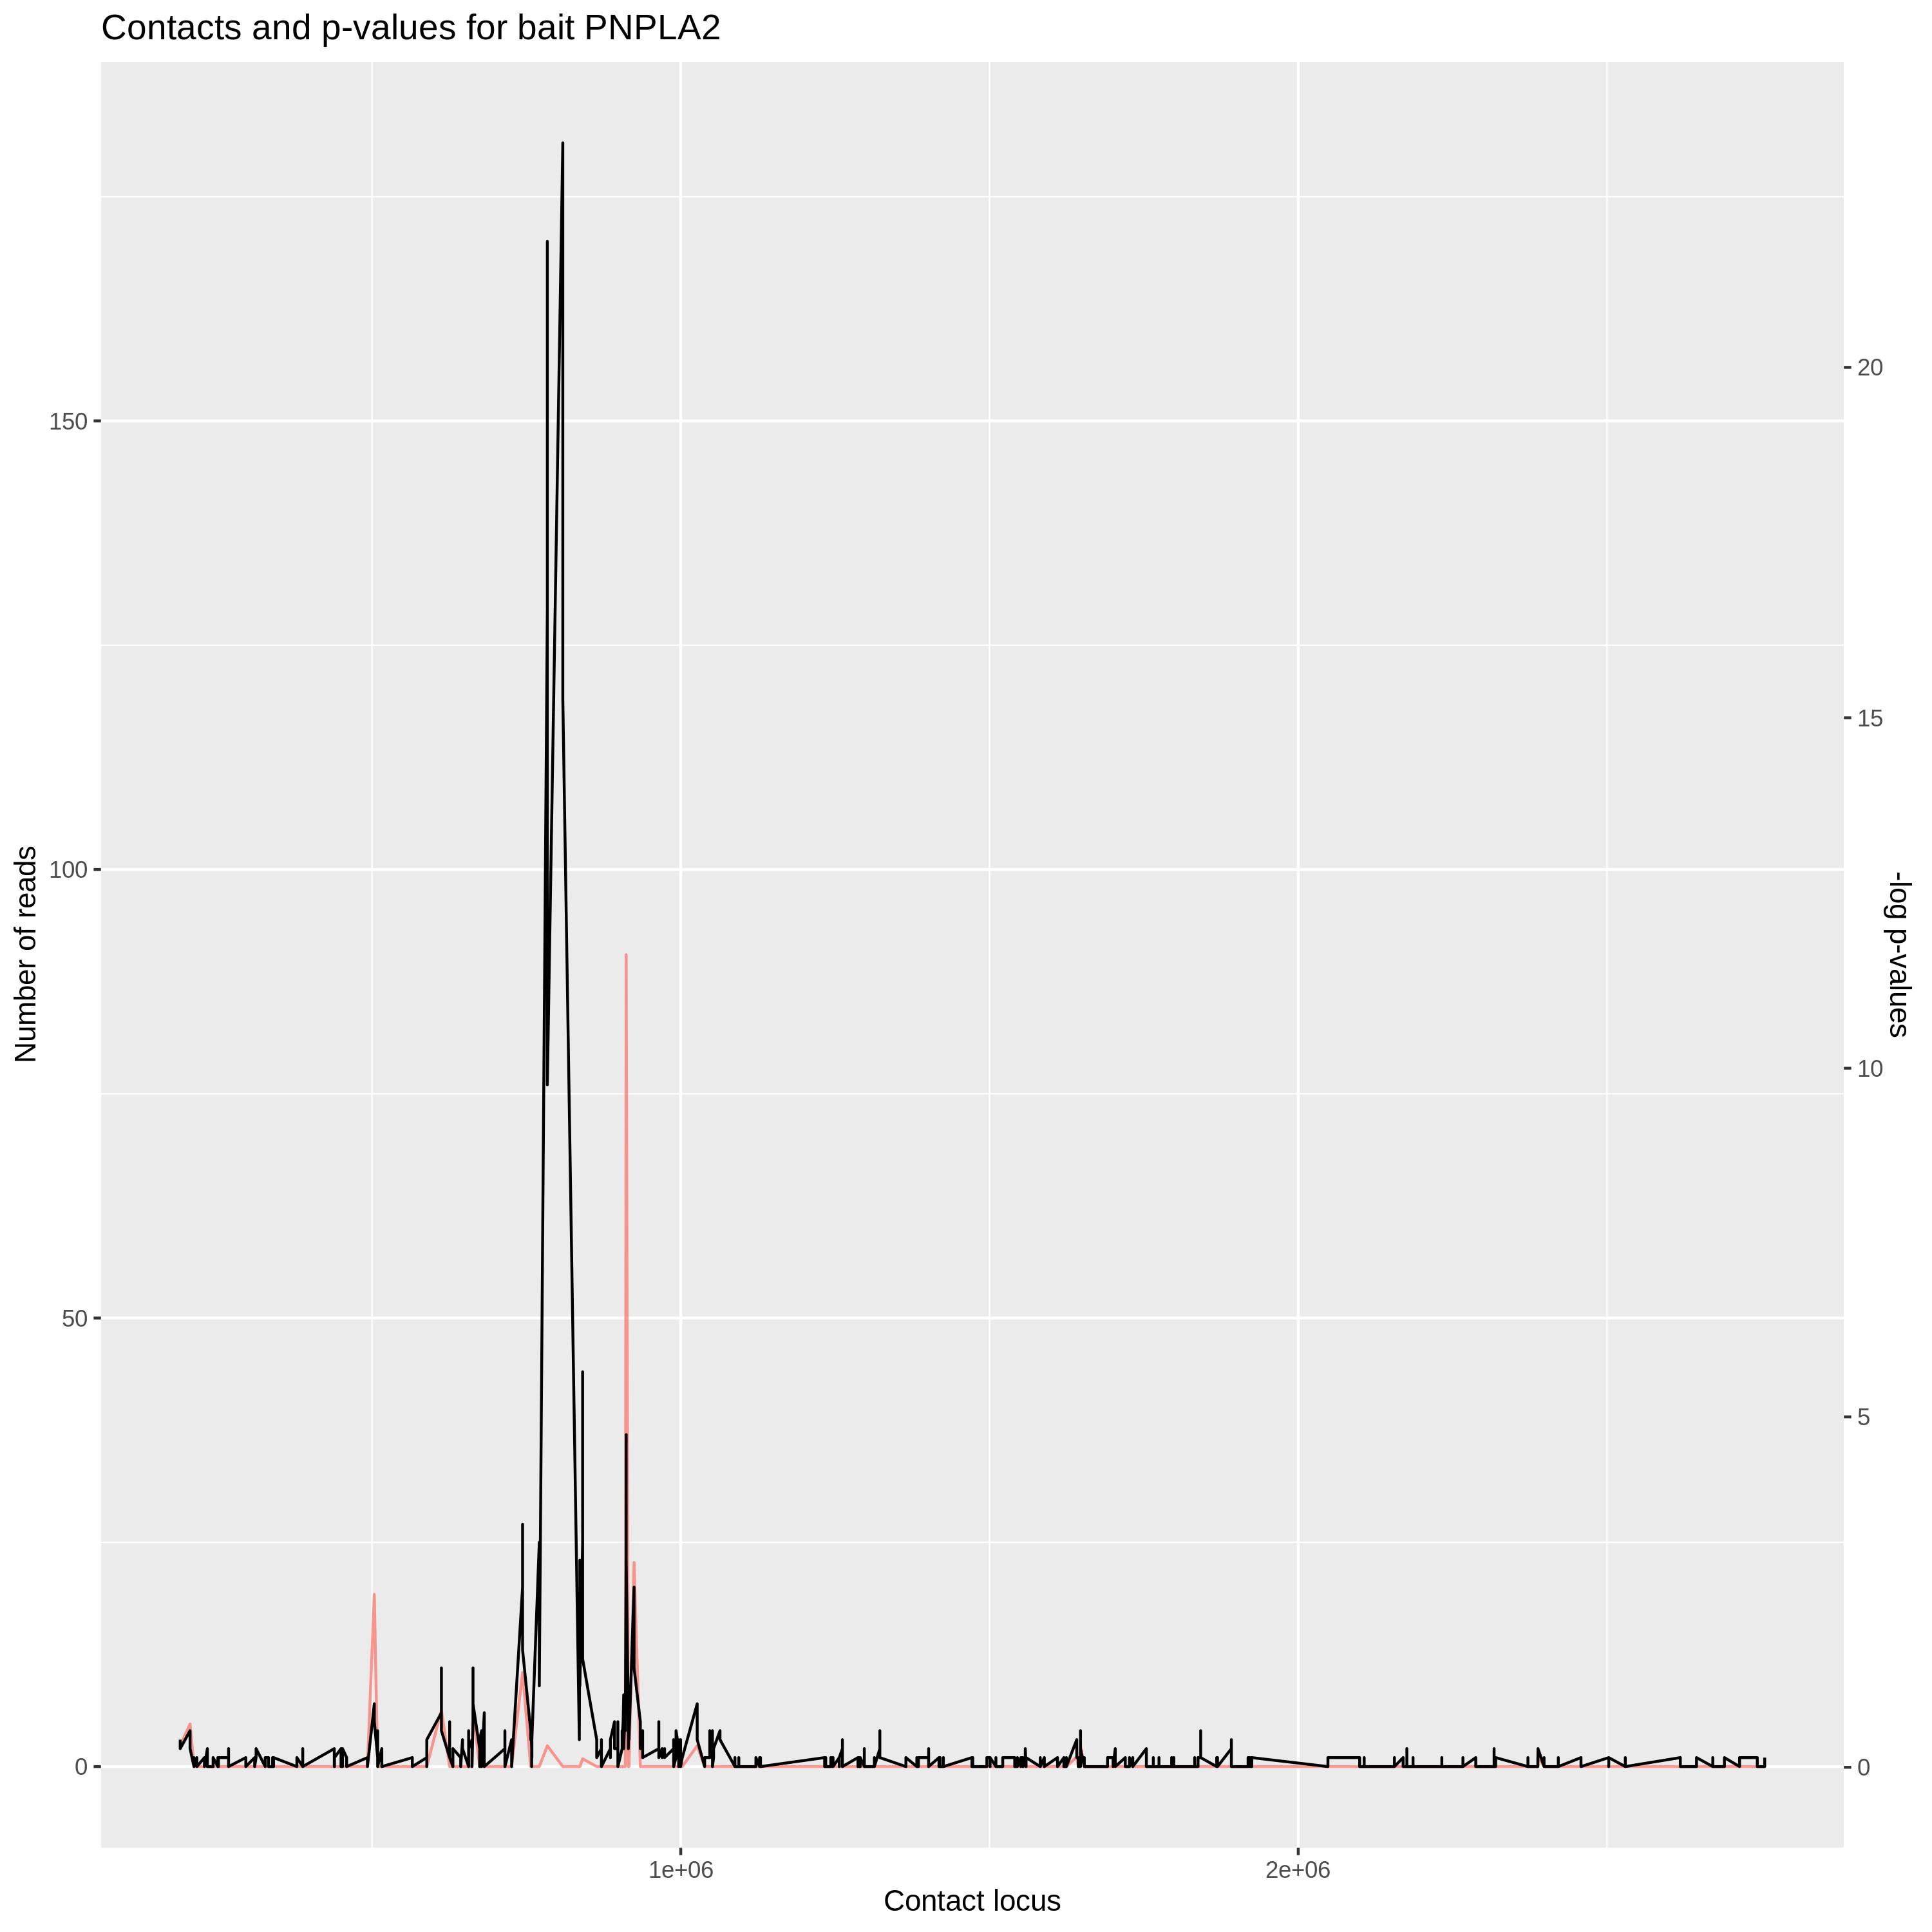 Contacts and p-values for bait PNPLA2
Number of reads
150
100
50
0
20
15
10
5
0
-log p-values
1e+06
2e+06
Contact locus